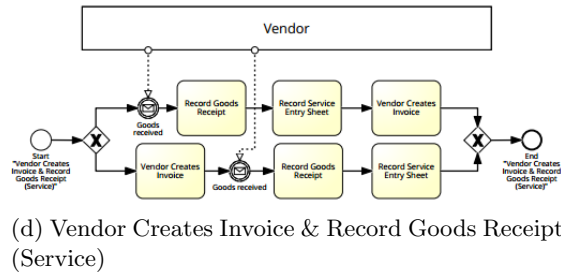 Vendor
Goods
received
Record Goods
Receipt
Record Service
Entry Sheet
Vendor Creates
Invoice
Start
"Vendor Creates
Invoice & Record
Goods Receipt
(Service)"
Vendor Creates
Invoice
Goods received
Record Goods
Receipt
Record Service
Entry Sheet
End
"Vendor Creates
Invoice & Record
Goods Receipt
(Service)"
(d) Vendor Creates Invoice & Record Goods Receipt
(Service)